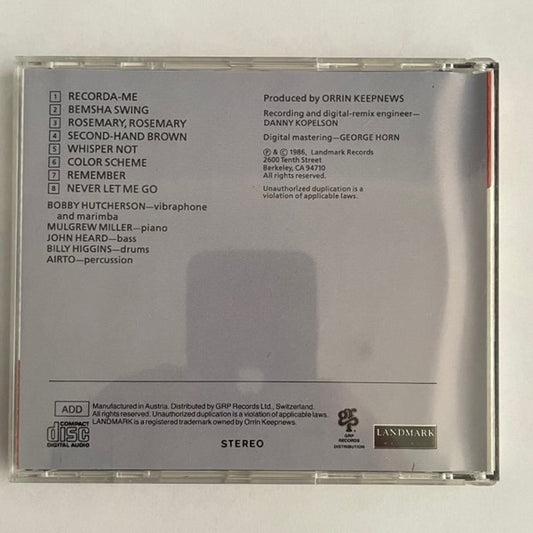 1 RECORDA-ME
2 BEMSHA SWING
3 ROSEMARY, ROSEMARY
4 SECOND-HAND BROWN
5 WHISPER NOT
6 COLOR SCHEME
7 REMEMBER
8 NEVER LET ME GO
BOBBY HUTCHERSON—vibraphone
and marimba
MULGREW MILLER—piano
JOHN HEARD—bass
BILLY HIGGINS—drums
AIRTO—percussion
Produced by ORRIN KEEPNEWS
Recording and digital-remix engineer—
DANNY KOPELSON
Digital mastering—GEORGE HORN
℗ & © 1986, Landmark Records
2600 Tenth Street
Berkeley, CA 94710
All rights reserved.
Unauthorized duplication is a violation
of applicable laws.
ADD
Manufactured in Austria. Distributed by GRP Records Ltd., Switzerland.
All rights reserved. Unauthorized duplication is a violation of applicable laws.
LANDMARK is a registered trademark owned by Orrin Keepnews.
COMPACT
disc
DIGITAL AUDIO
STEREO
GRP
GRP
RECORDS
DISTRIBUTION
LANDMARK